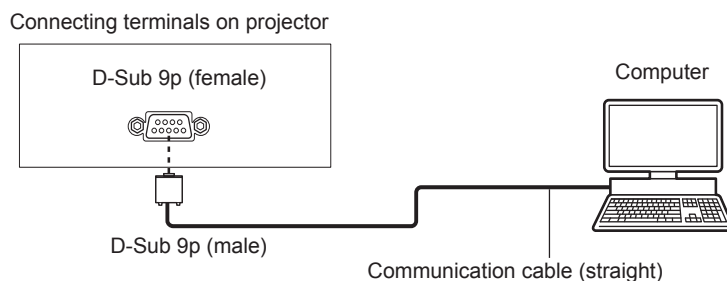 Connecting terminals on projector
D-Sub 9p (female)
Computer
D-Sub 9p (male)
Communication cable (straight)